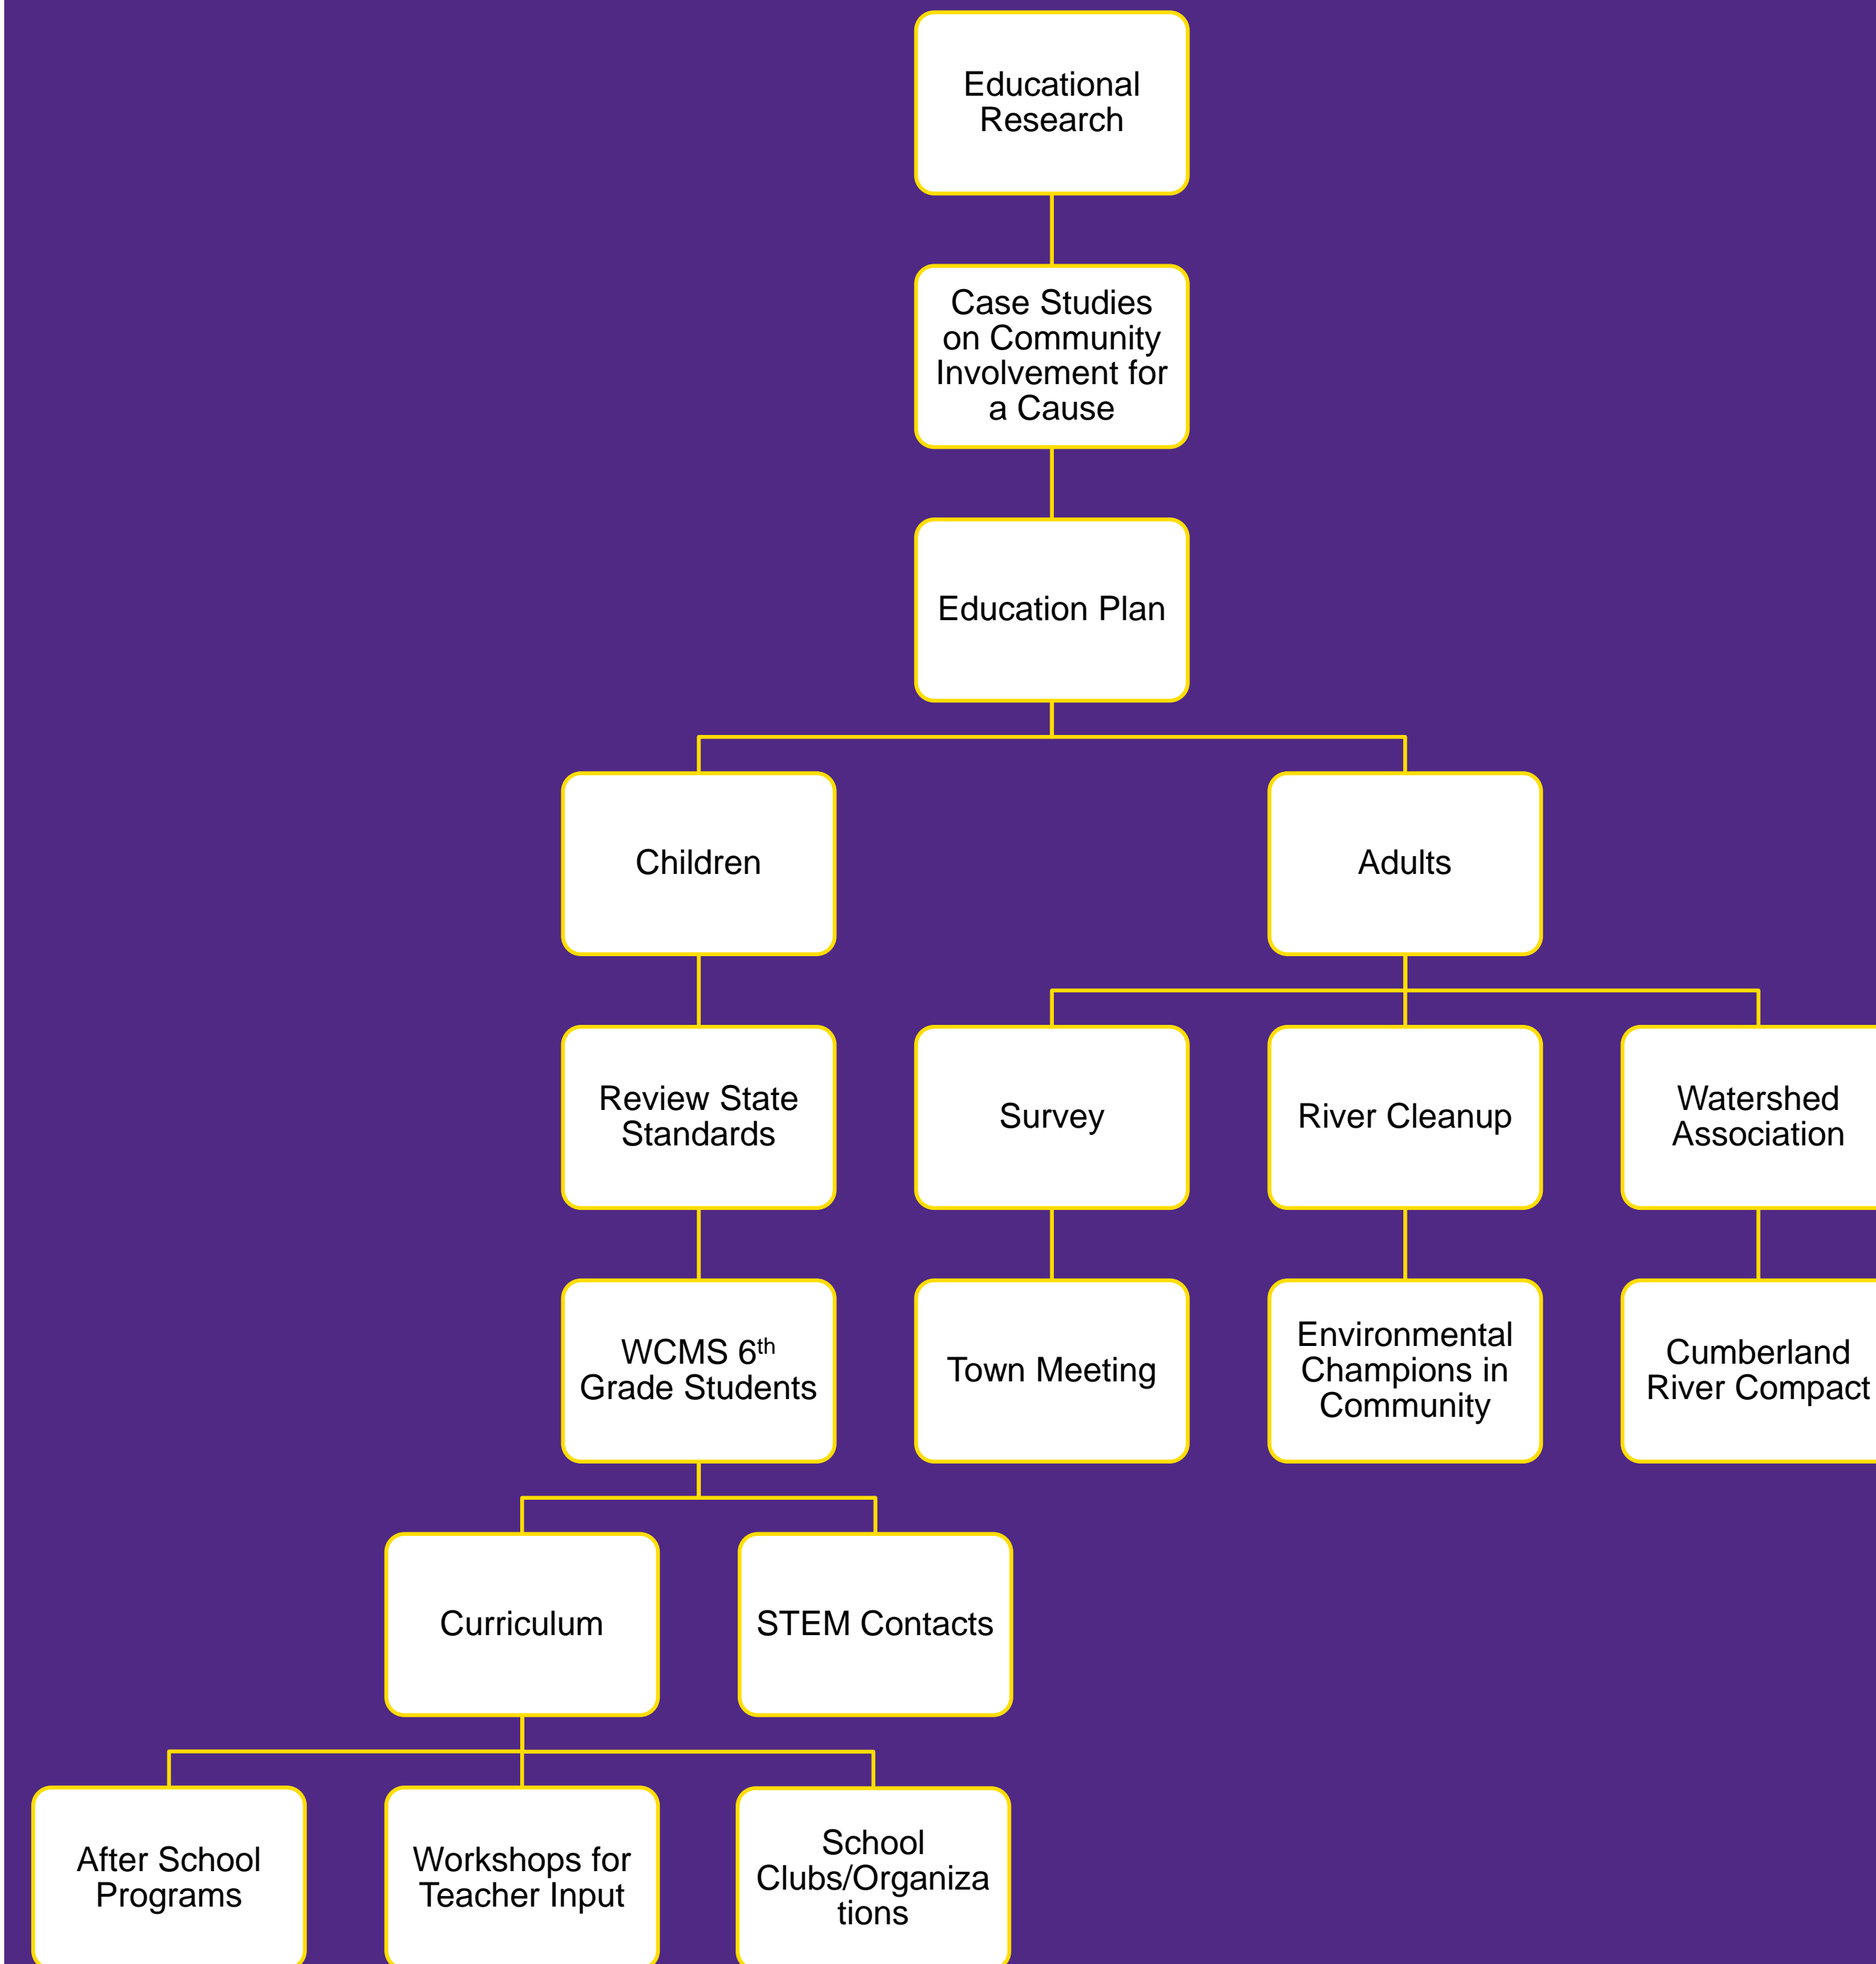 Educational
Research
Case Studies
on Community
Involvement for
a Cause
Education Plan
Children
Adults
Review State
Standards
Survey
River Cleanup
Watershed
Association
WCMS 6th
Grade Students
Town Meeting
Environmental
Champions in
Community
Cumberland
River Compact
Curriculum
STEM Contacts
After School
Programs
Workshops for
Teacher Input
School
Clubs/Organiza
tions